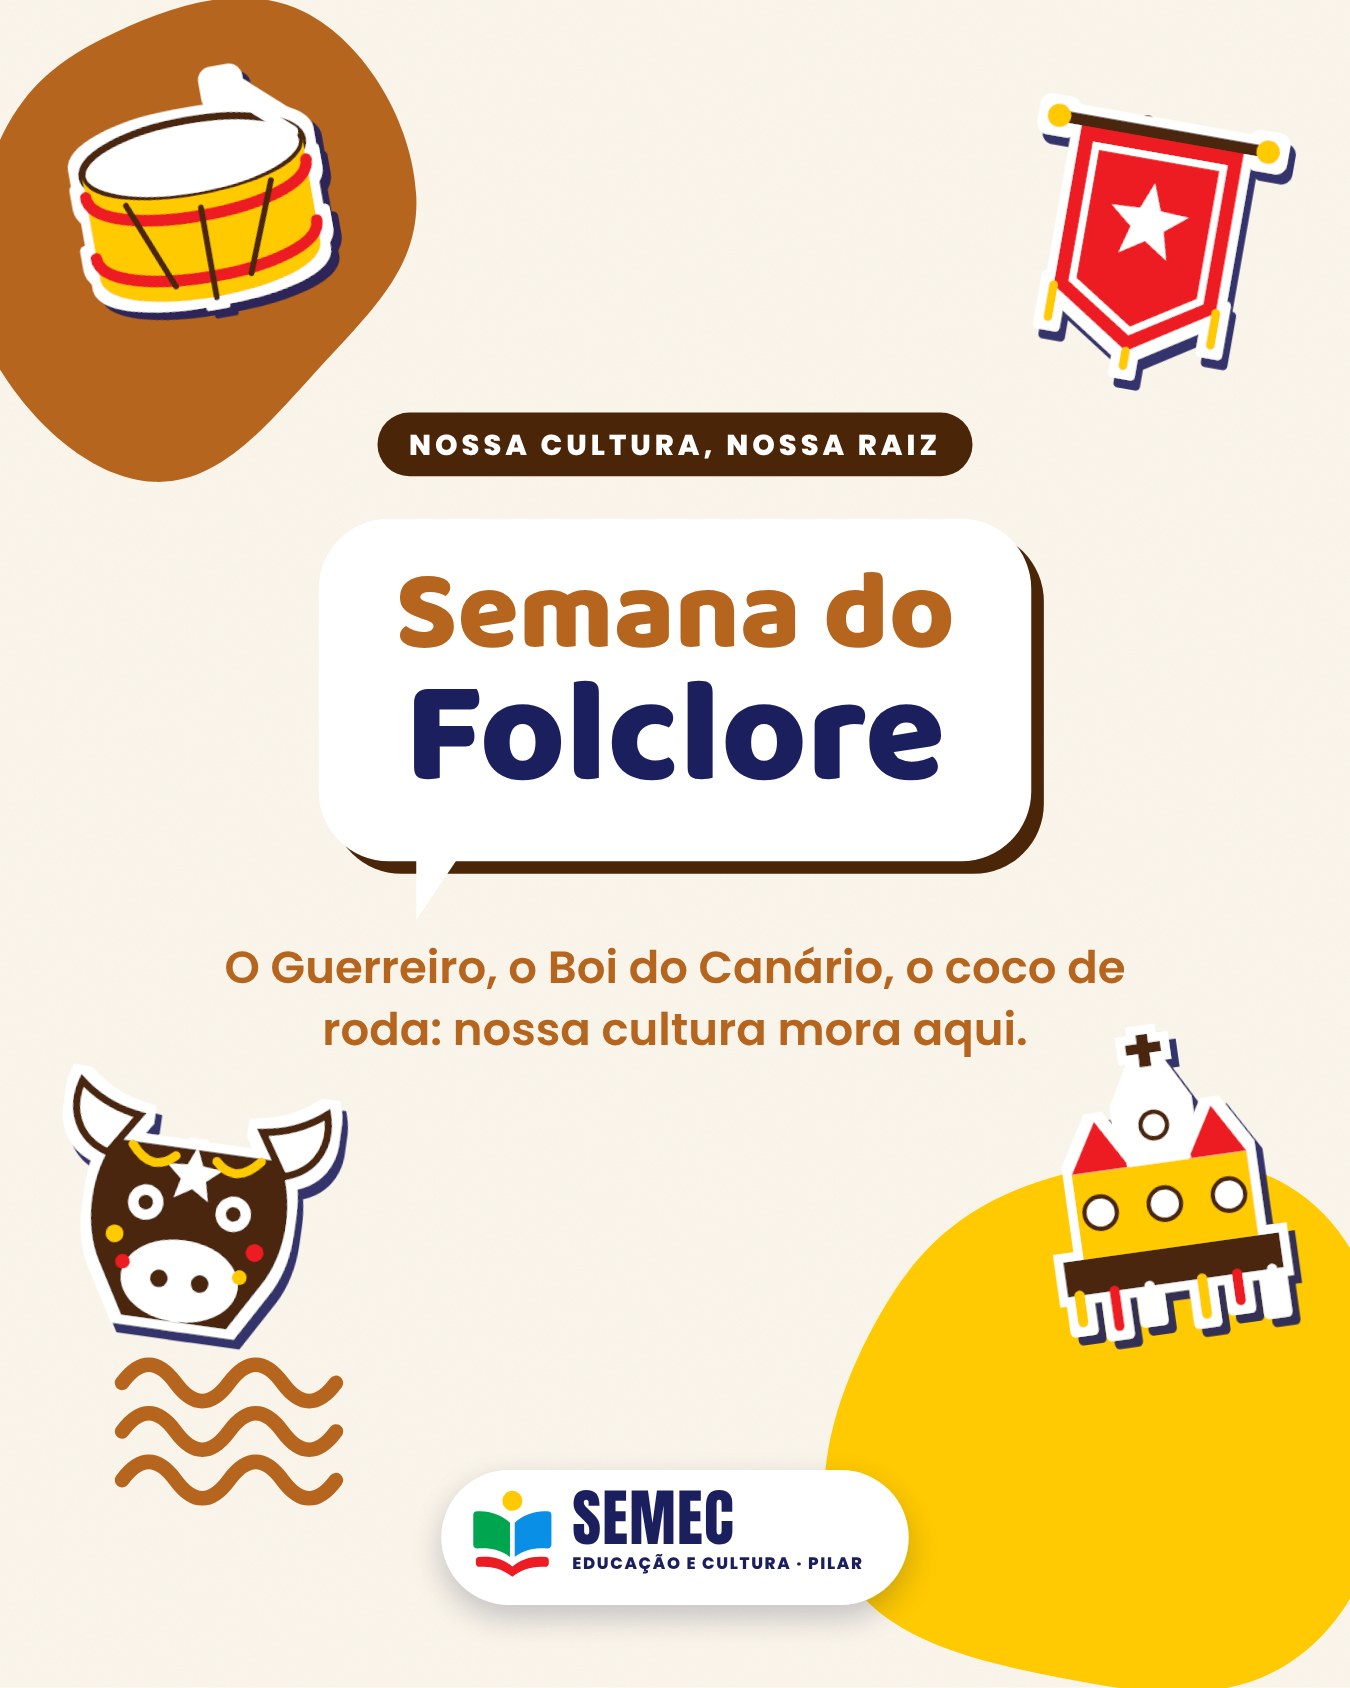 NOSSA CULTURA, NOSSA RAIZ
Semana do
Folclore
O Guerreiro, o Boi do Canário, o coco de
roda: nossa cultura mora aqui.
SEMEC
EDUCAÇÃO E CULTURA · PILAR